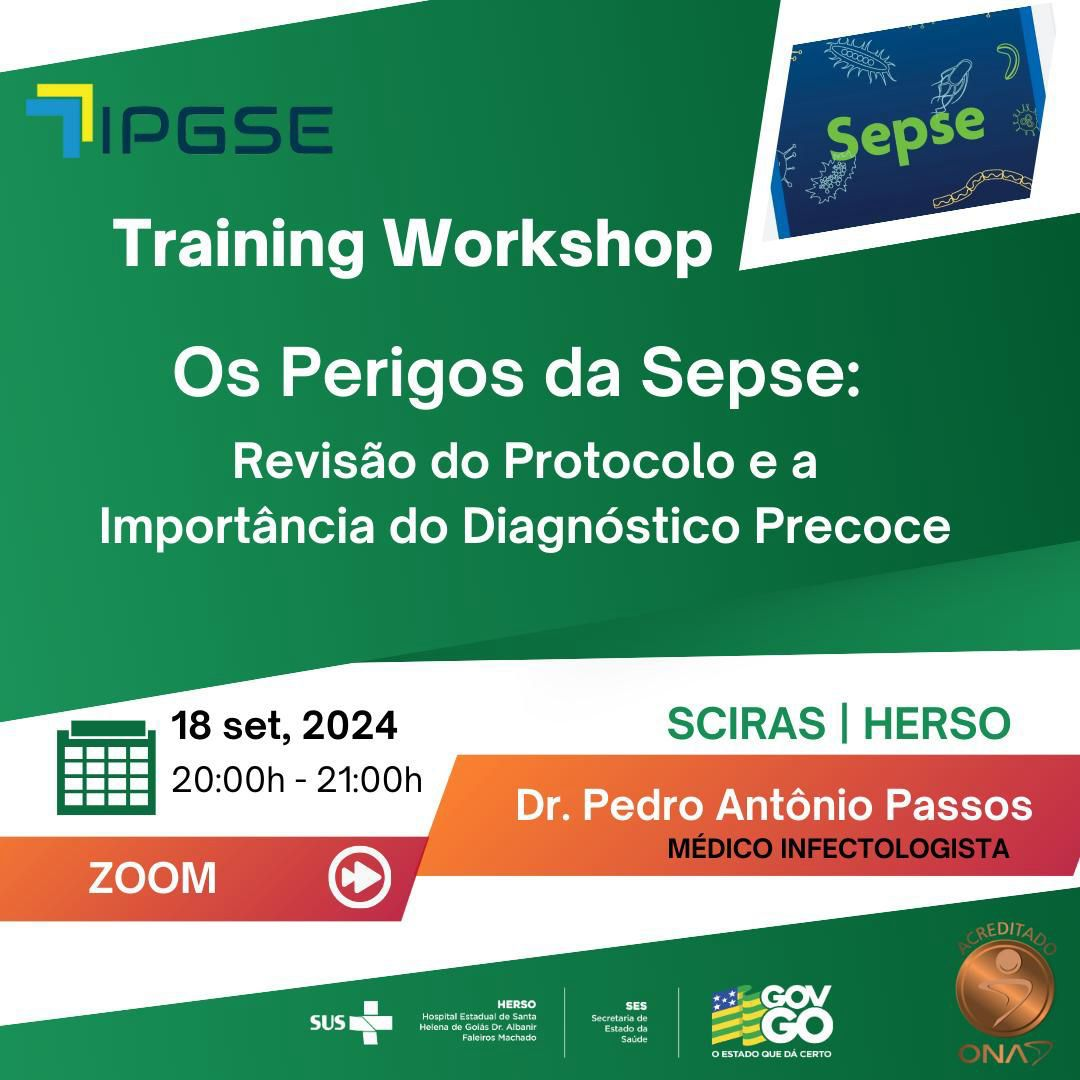 IPGSE
Sepse
Training Workshop
Os Perigos da Sepse:
Revisão do Protocolo e a
Importância do Diagnóstico Precoce
18 set, 2024
20:00h - 21:00h
SCIRAS | HERSO
Dr. Pedro Antônio Passos
MÉDICO INFECTOLOGISTA
ZOOM
SUS
HERSO
Hospital Estadual de Santa
Helena de Goiás Dr. Albanir
Faleiros Machado
SES
Secretaria de
Estado da
Saúde
GOV
GO
O ESTADO QUE DÁ CERTO
ACREDITADO
ONA